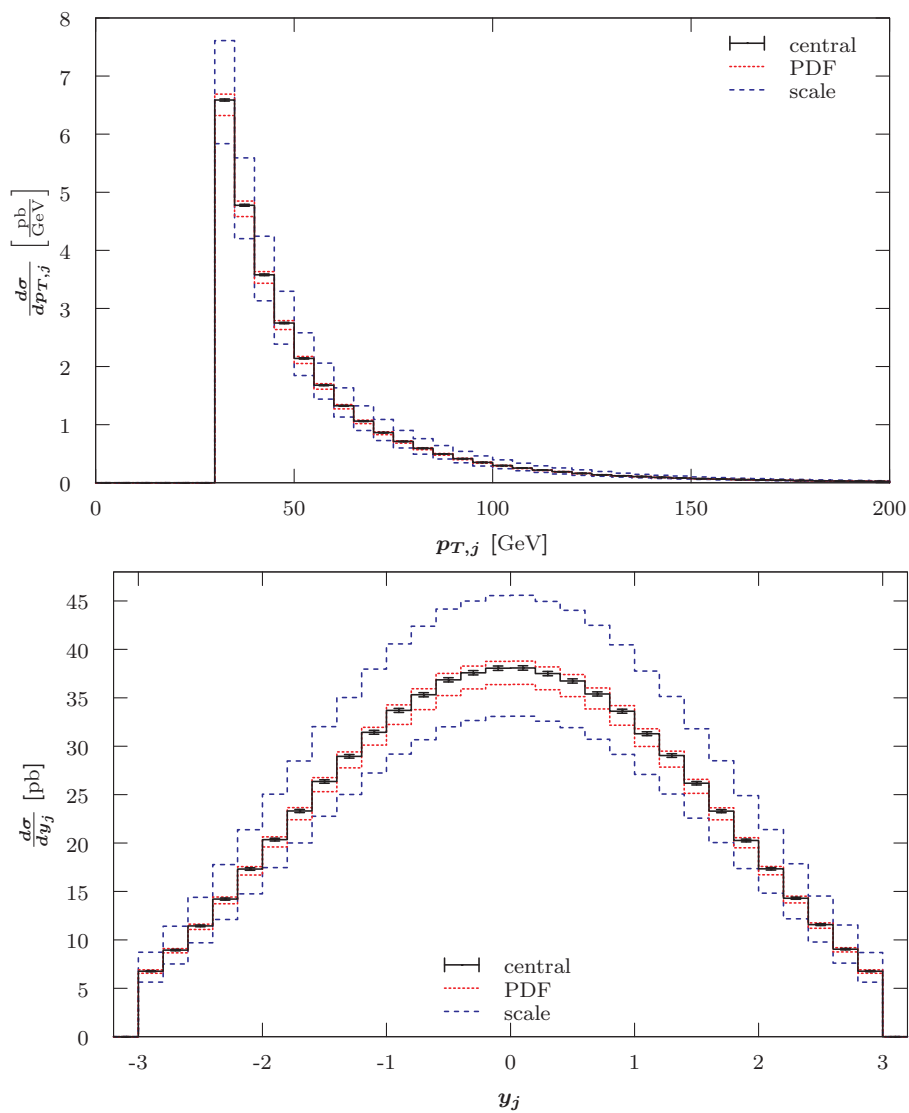 8
7
6
5
4
3
2
1
0
dσ/dp_{T,j} [pb/GeV]
central
PDF
scale
0 50 100 150 200
p_{T,j} [GeV]
45
40
35
30
25
20
15
10
5
0
dσ/dy_j [pb]
central
PDF
scale
-3 -2 -1 0 1 2 3
y_j